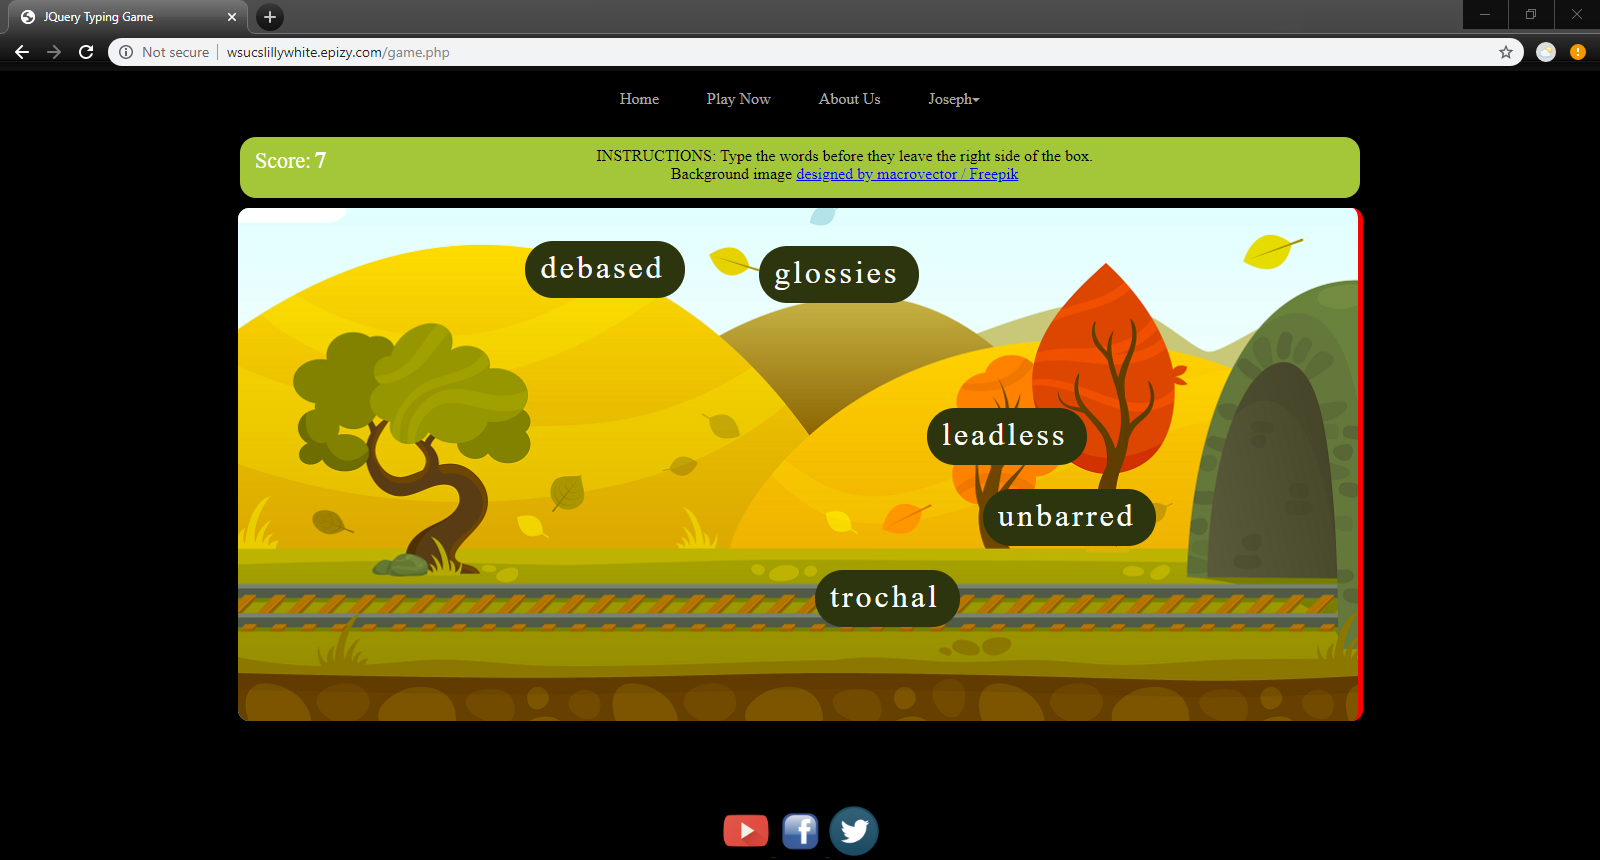 JQuery Typing Game
Not secure wsucslillywhite.epizy.com/game.php
Home Play Now About Us Joseph
Score: 7
INSTRUCTIONS: Type the words before they leave the right side of the box.
Background image designed by macrovector / Freepik
debased
glossies
leadless
unbarred
trochal